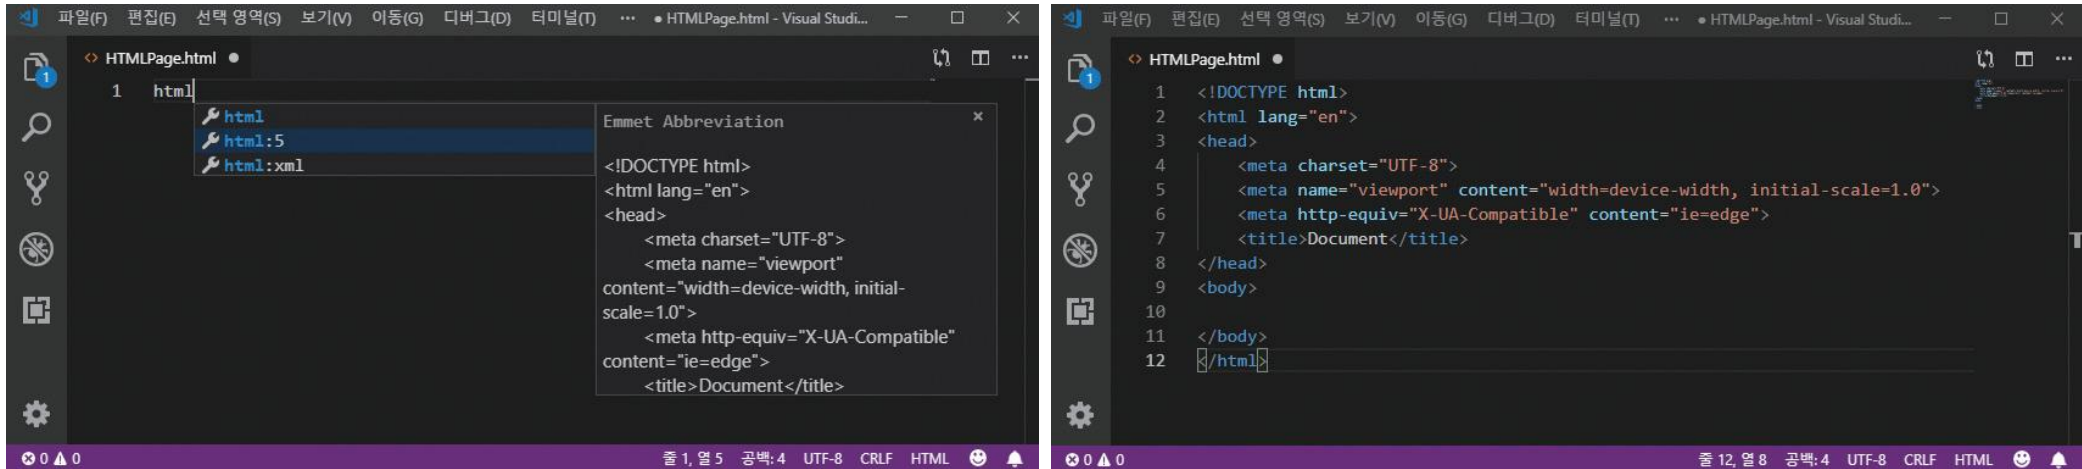 파일(F) 편집(E) 선택 영역(S) 보기(V) 이동(G) 디버그(D) 터미널(T) ··· ● HTMLPage.html - Visual Studi...
HTMLPage.html ●
1 html
html
html:5
html:xml
Emmet Abbreviation
<!DOCTYPE html>
<html lang="en">
<head>
<meta charset="UTF-8">
<meta name="viewport"
content="width=device-width, initial-
scale=1.0">
<meta http-equiv="X-UA-Compatible"
content="ie=edge">
<title>Document</title>
1
0 0
줄 1, 열 5 공백: 4 UTF-8 CRLF HTML
파일(F) 편집(E) 선택 영역(S) 보기(V) 이동(G) 디버그(D) 터미널(T) ··· ● HTMLPage.html - Visual Studi...
HTMLPage.html ●
1 <!DOCTYPE html>
2 <html lang="en">
3 <head>
4 <meta charset="UTF-8">
5 <meta name="viewport" content="width=device-width, initial-scale=1.0">
6 <meta http-equiv="X-UA-Compatible" content="ie=edge">
7 <title>Document</title>
8 </head>
9 <body>
10
11 </body>
12 </html>
1
0 0
줄 12, 열 8 공백: 4 UTF-8 CRLF HTML